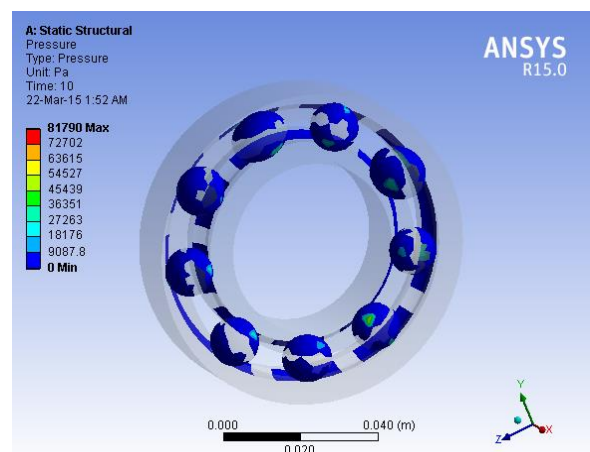 A: Static Structural
Pressure
Type: Pressure
Unit: Pa
Time: 10
22-Mar-15 1:52 AM
81790 Max
72702
63615
54527
45439
36351
27263
18176
9087.8
0 Min
ANSYS
R15.0
0.000
0.040 (m)
0.020
Y
X
Z